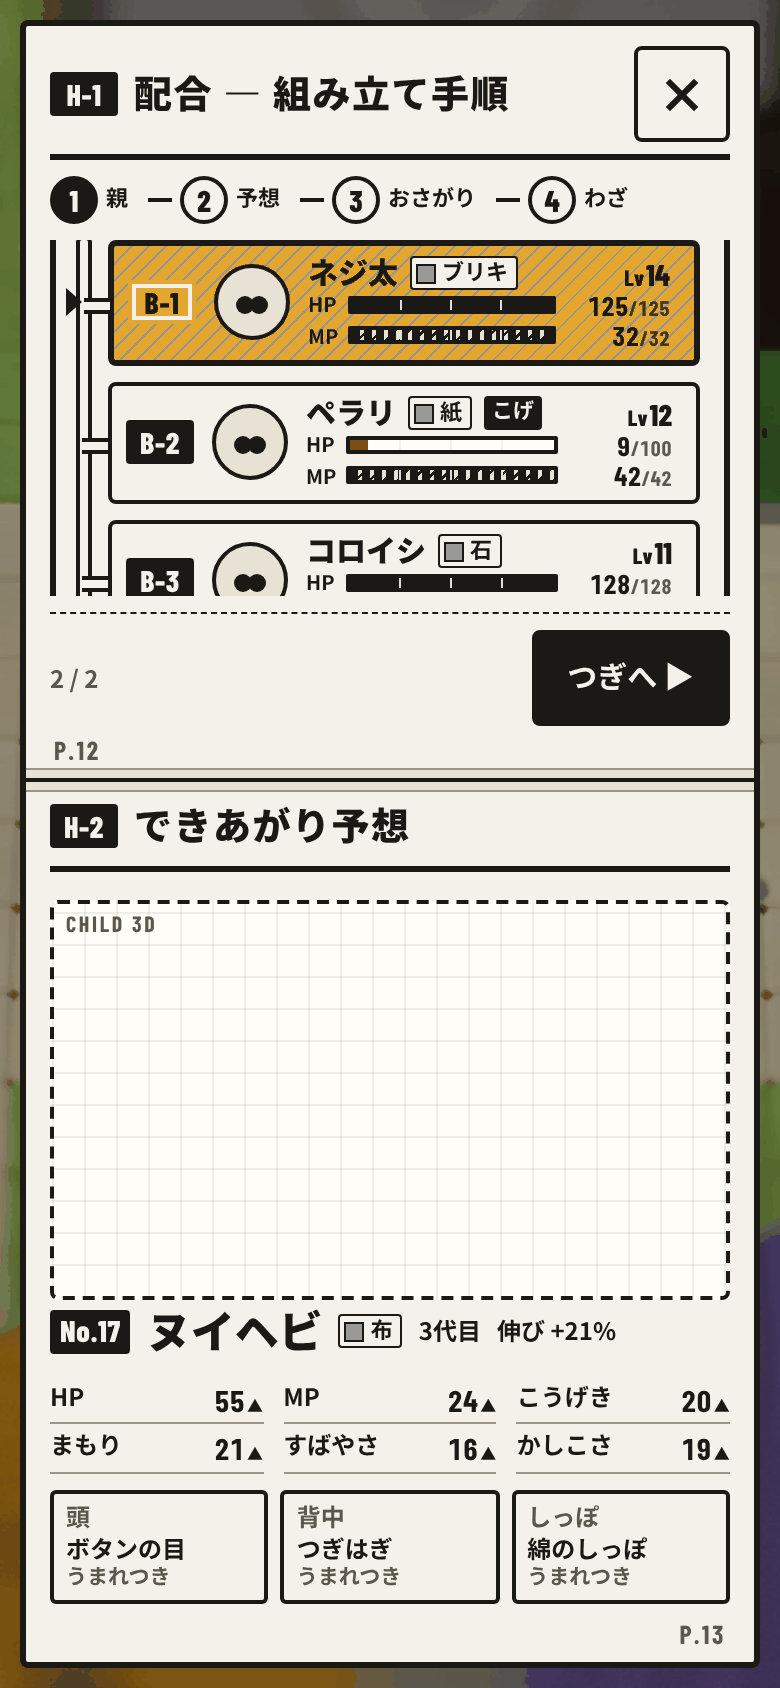 H-1 配合 — 組み立て手順 ×
1 親 2 予想 3 おさがり 4 わざ
B-1 ネジ太 ブリキ Lv14
HP 125/125
MP 32/32
B-2 ペラリ 紙 こげ Lv12
HP 9/100
MP 42/42
B-3 コロイシ 石 Lv11
HP 128/128
2 / 2 つぎへ ▶
P.12
H-2 できあがり予想
CHILD 3D
No.17 ヌイヘビ 布 3代目 伸び +21%
HP 55▲ MP 24▲ こうげき 20▲
まもり 21▲ すばやさ 16▲ かしこさ 19▲
頭 背中 しっぽ
ボタンの目 つぎはぎ 綿のしっぽ
うまれつき うまれつき うまれつき
P.13